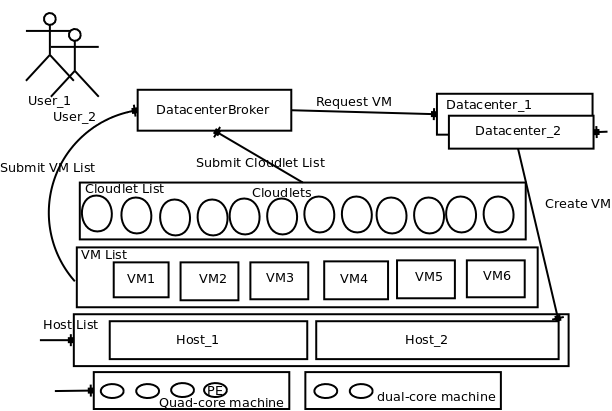 User_1
User_2
DatacenterBroker
Request VM
Datacenter_1
Datacenter_2
Submit VM List
Submit Cloudlet List
Cloudlet List
Cloudlets
Create VM
VM List
VM1
VM2
VM3
VM4
VM5
VM6
Host List
Host_1
Host_2
PE
Quad-core machine
dual-core machine